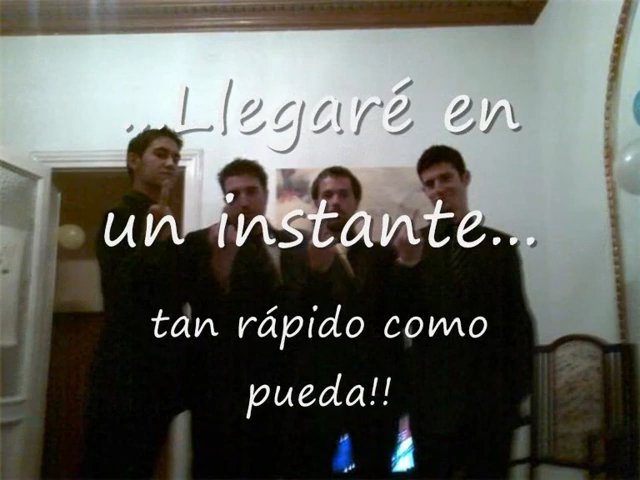 ...Llegaré en
un instante...
tan rápido como
pueda!!